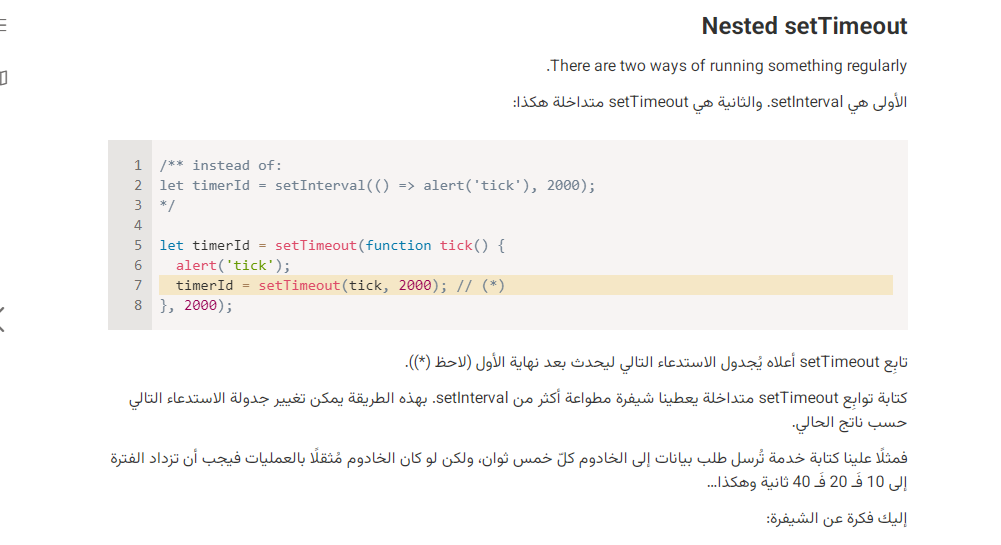 Nested setTimeout
There are two ways of running something regularly.
الأولى هي setInterval. والثانية هي setTimeout متداخلة هكذا:
1 /** instead of:
2 let timerId = setInterval(() => alert('tick'), 2000);
3 */
4
5 let timerId = setTimeout(function tick() {
6   alert('tick');
7   timerId = setTimeout(tick, 2000); // (*)
8 }, 2000);
تابِع setTimeout أعلاه يُجدول الاستدعاء التالي ليحدث بعد نهاية الأول (لاحظ (*)).
كتابة توابِع setTimeout متداخلة يعطينا شيفرة مطواعة أكثر من setInterval. بهذه الطريقة يمكن تغيير جدولة الاستدعاء التالي
حسب ناتج الحالي.
فمثلًا علينا كتابة خدمة تُرسل طلب بيانات إلى الخادوم كلّ خمس ثوان، ولكن لو كان الخادوم مُثقلًا بالعمليات فيجب أن تزداد الفترة
إلى 10 فَـ 20 فَـ 40 ثانية وهكذا...
إليك فكرة عن الشيفرة: